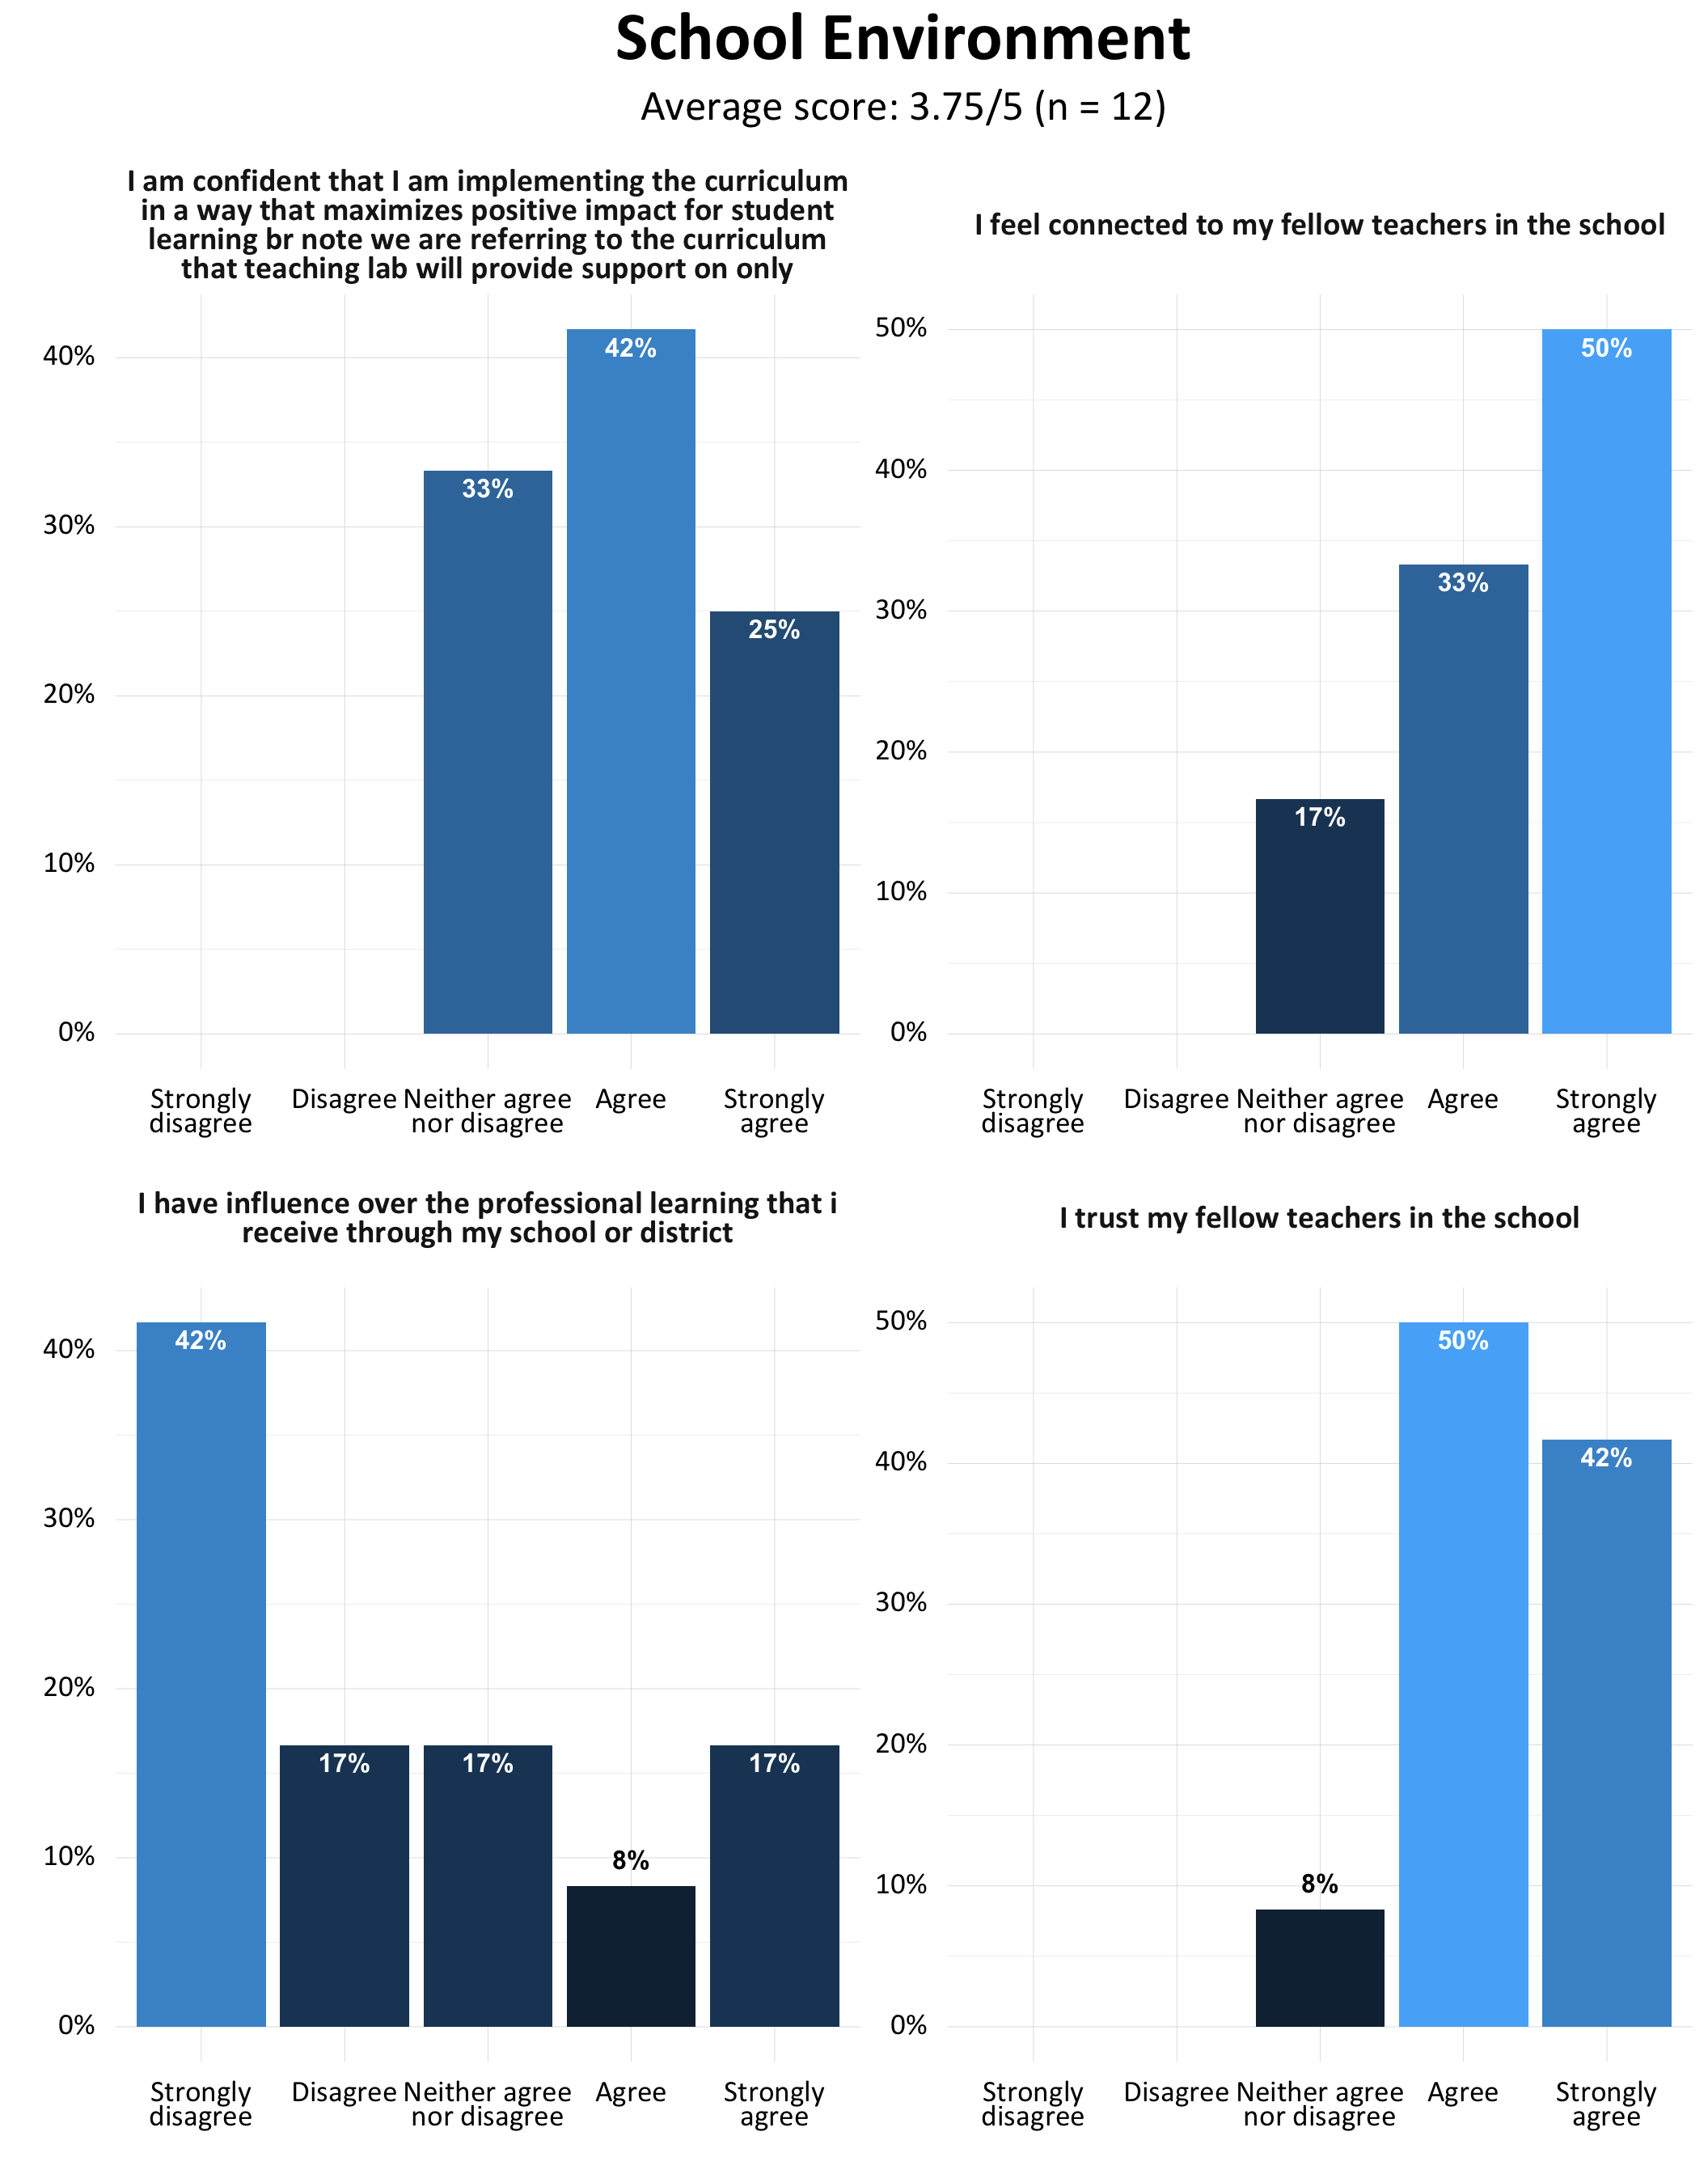 School Environment
Average score: 3.75/5 (n = 12)
I am confident that I am implementing the curriculum
in a way that maximizes positive impact for student
learning br note we are referring to the curriculum
that teaching lab will provide support on only
40%
30%
20%
10%
0%
33%
42%
25%
Strongly
disagree
Disagree
Neither agree
nor disagree
Agree
Strongly
agree
I feel connected to my fellow teachers in the school
50%
40%
30%
20%
10%
0%
17%
33%
50%
Strongly
disagree
Disagree
Neither agree
nor disagree
Agree
Strongly
agree
I have influence over the professional learning that i
receive through my school or district
40%
30%
20%
10%
0%
42%
17%
17%
8%
17%
Strongly
disagree
Disagree
Neither agree
nor disagree
Agree
Strongly
agree
I trust my fellow teachers in the school
50%
40%
30%
20%
10%
0%
8%
50%
42%
Strongly
disagree
Disagree
Neither agree
nor disagree
Agree
Strongly
agree